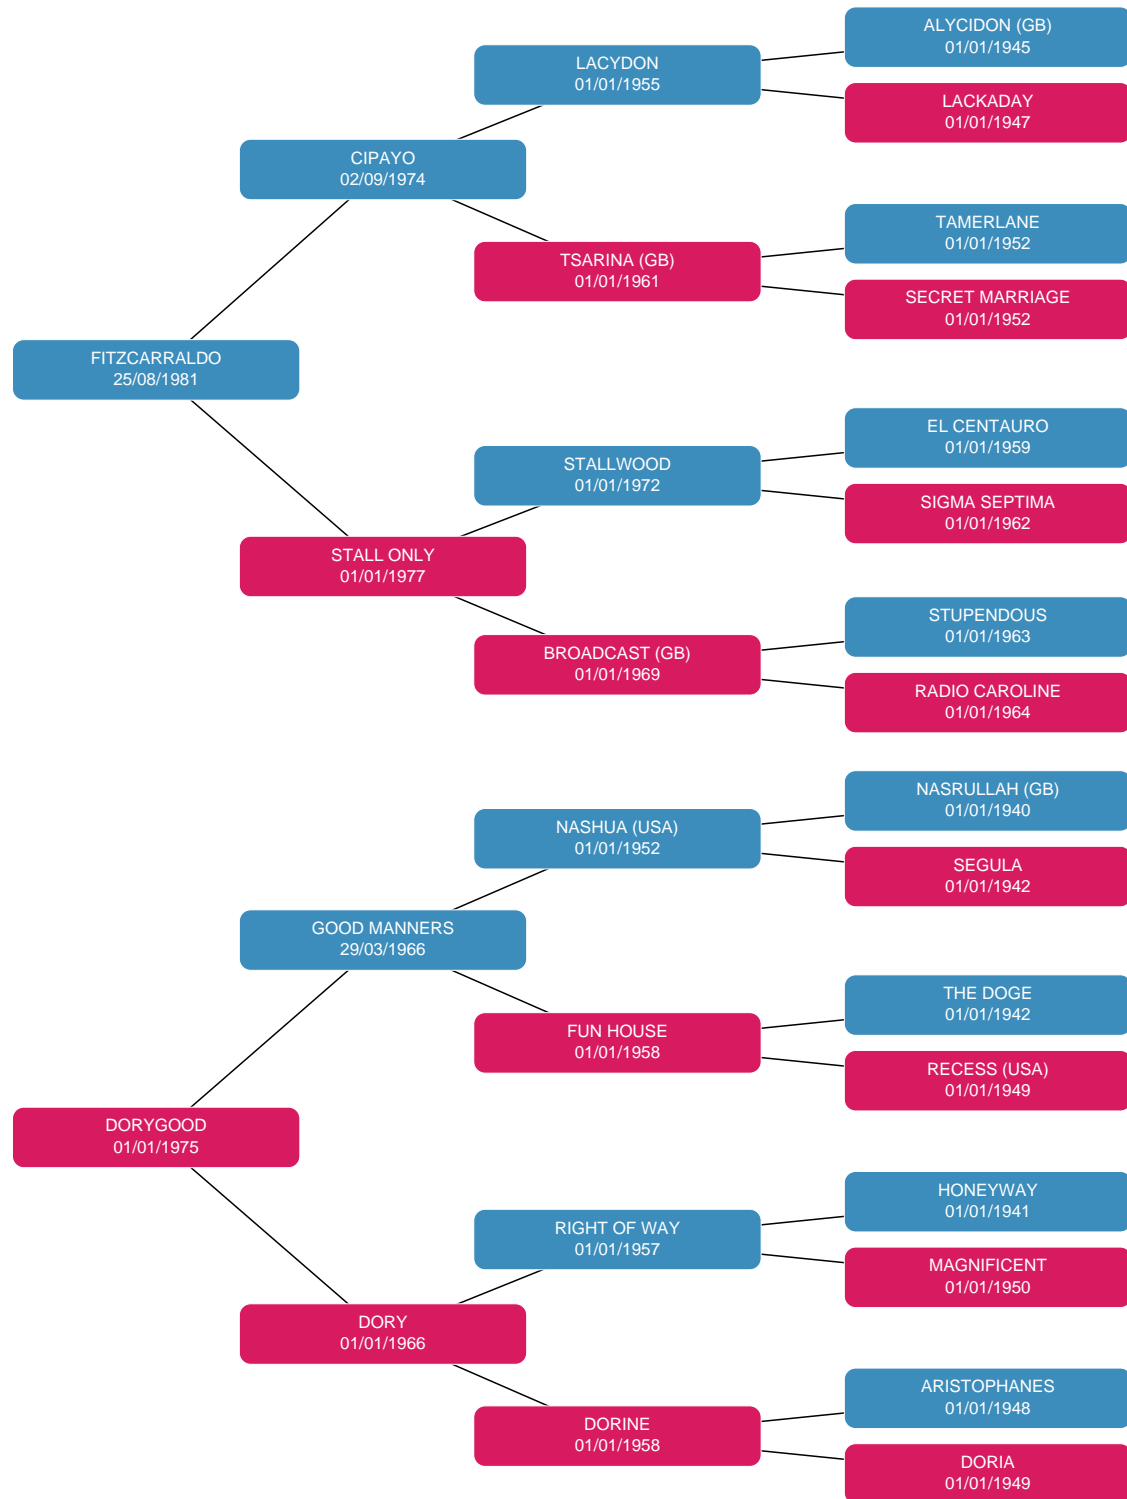 ALYCIDON (GB)
01/01/1945
LACYDON
01/01/1955
LACKADAY
01/01/1947
CIPAYO
02/09/1974
TAMERLANE
01/01/1952
TSARINA (GB)
01/01/1961
SECRET MARRIAGE
01/01/1952
FITZCARRALDO
25/08/1981
EL CENTAURO
01/01/1959
STALLWOOD
01/01/1972
SIGMA SEPTIMA
01/01/1962
STALL ONLY
01/01/1977
STUPENDOUS
01/01/1963
BROADCAST (GB)
01/01/1969
RADIO CAROLINE
01/01/1964
NASRULLAH (GB)
01/01/1940
NASHUA (USA)
01/01/1952
SEGULA
01/01/1942
GOOD MANNERS
29/03/1966
THE DOGE
01/01/1942
FUN HOUSE
01/01/1958
RECESS (USA)
01/01/1949
DORYGOOD
01/01/1975
HONEYWAY
01/01/1941
RIGHT OF WAY
01/01/1957
MAGNIFICENT
01/01/1950
DORY
01/01/1966
ARISTOPHANES
01/01/1948
DORINE
01/01/1958
DORIA
01/01/1949